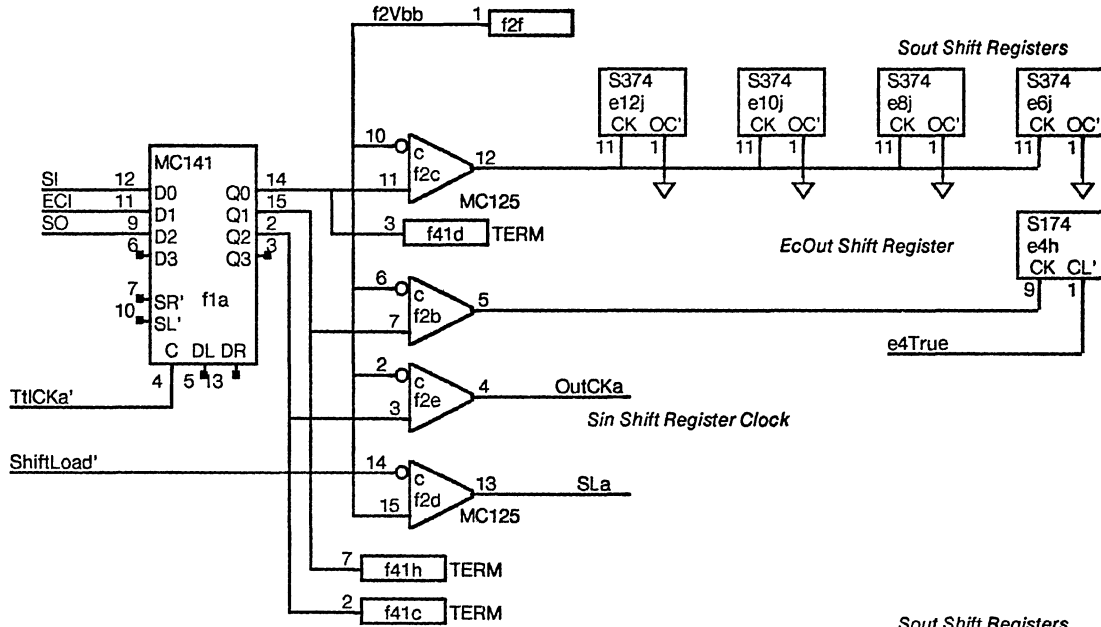 f2Vbb 1 f2f
Sout Shift Registers
S374 S374 S374 S374
e12j e10j e8j e6j
CK OC' CK OC' CK OC' CK OC'
11 1 11 1 11 1 11 1
10 C 12
11 f2c
MC125
MC141
SI 12 D0 Q0 14
ECI 11 D1 Q1 15
SO 9 D2 Q2 2
6 D3 Q3 3
7 SR' f1a
10 SL'
C DL DR
4 5 13
TtlCKa'
3 f41d TERM
EcOut Shift Register
S174
e4h
CK CL'
9 1
6 C 5
7 f2b
e4True
2 C 4 OutCKa
3 f2e
Sin Shift Register Clock
ShiftLoad' 14 C 13 SLa
15 f2d
MC125
7 f41h TERM
2 f41c TERM
Sout Shift Registers